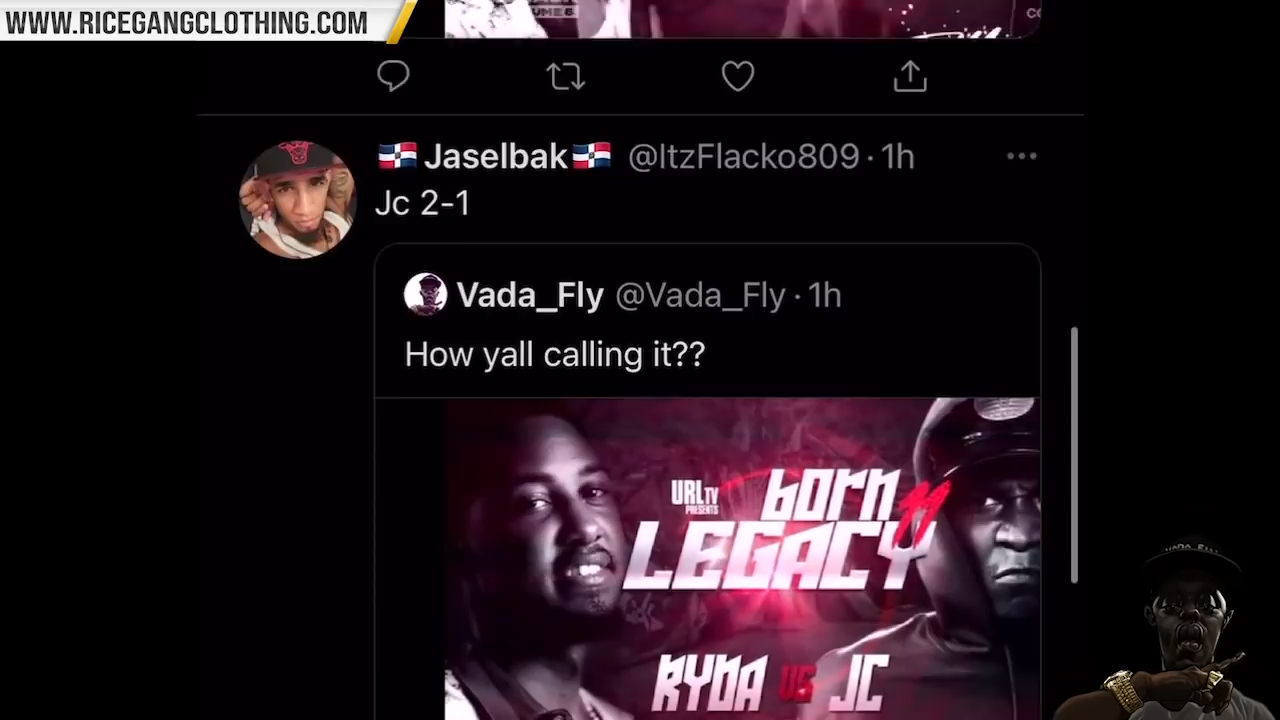 WWW.RICEGANGCLOTHING.COM
Jaselbak @ItzFlacko809 · 1h
Jc 2-1
Vada_Fly @Vada_Fly · 1h
How yall calling it??
URLTV
PRESENTS
born
LEGACY
RYDA VS JC